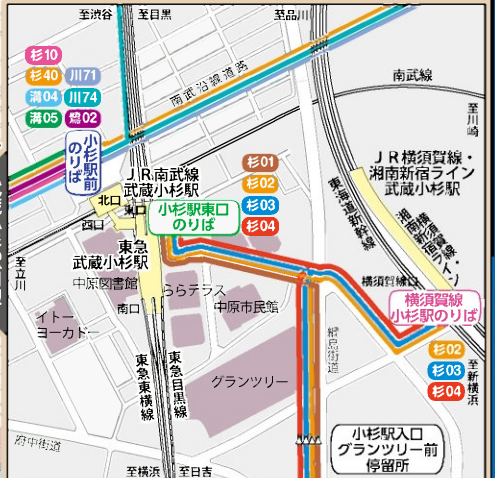 至渋谷
至目黒
至品川
杉10
杉40
川71
溝04
川74
溝05
鷺02
南武沿線道路
南武線
至川崎
小杉駅前
のりば
JR南武線
武蔵小杉駅
杉01
杉02
杉03
杉04
JR横須賀線・
湘南新宿ライン
武蔵小杉駅
北口
東口
西口
小杉駅東口
のりば
東海道新幹線
横須賀線・
湘南新宿ライン
至立川
東急
武蔵小杉駅
中原図書館
ららテラス
中原市民館
横須賀線口
横須賀線
小杉駅のりば
イトー
ヨーカドー
南口
綱島街道
杉02
杉03
杉04
至新横浜
東急東横線
東急目黒線
グランツリー
府中街道
小杉駅入口
グランツリー前
停留所
至横浜
至日吉